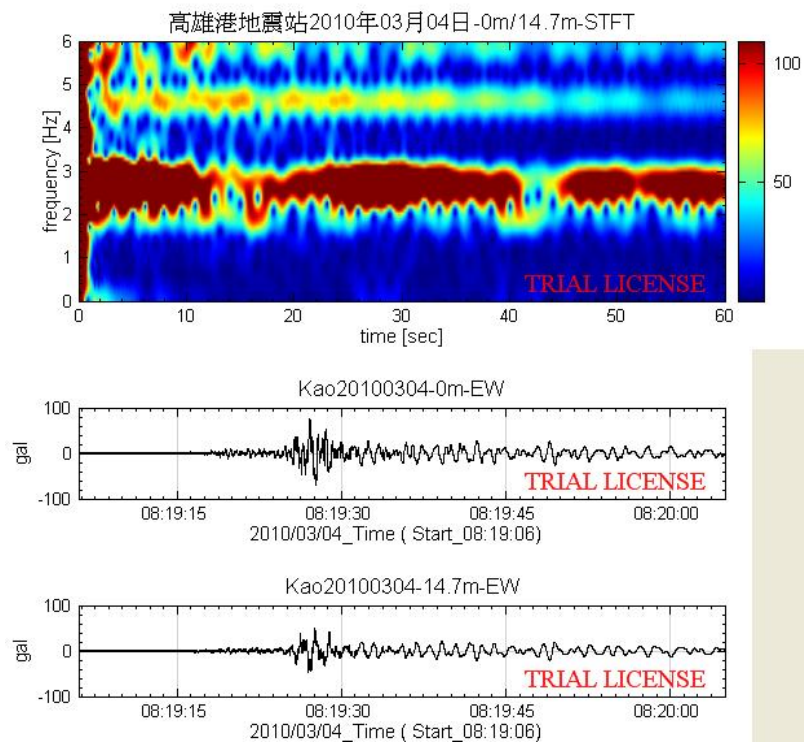 高雄港地震站2010年03月04日-0m/14.7m-STFT
6
5
4
3
2
1
0
frequency [Hz]
100
50
TRIAL LICENSE
0 10 20 30 40 50 60
time [sec]
Kao20100304-0m-EW
100
0
-100
gal
TRIAL LICENSE
08:19:15 08:19:30 08:19:45 08:20:00
2010/03/04_Time ( Start_08:19:06)
Kao20100304-14.7m-EW
100
0
-100
gal
TRIAL LICENSE
08:19:15 08:19:30 08:19:45 08:20:00
2010/03/04_Time ( Start_08:19:06)